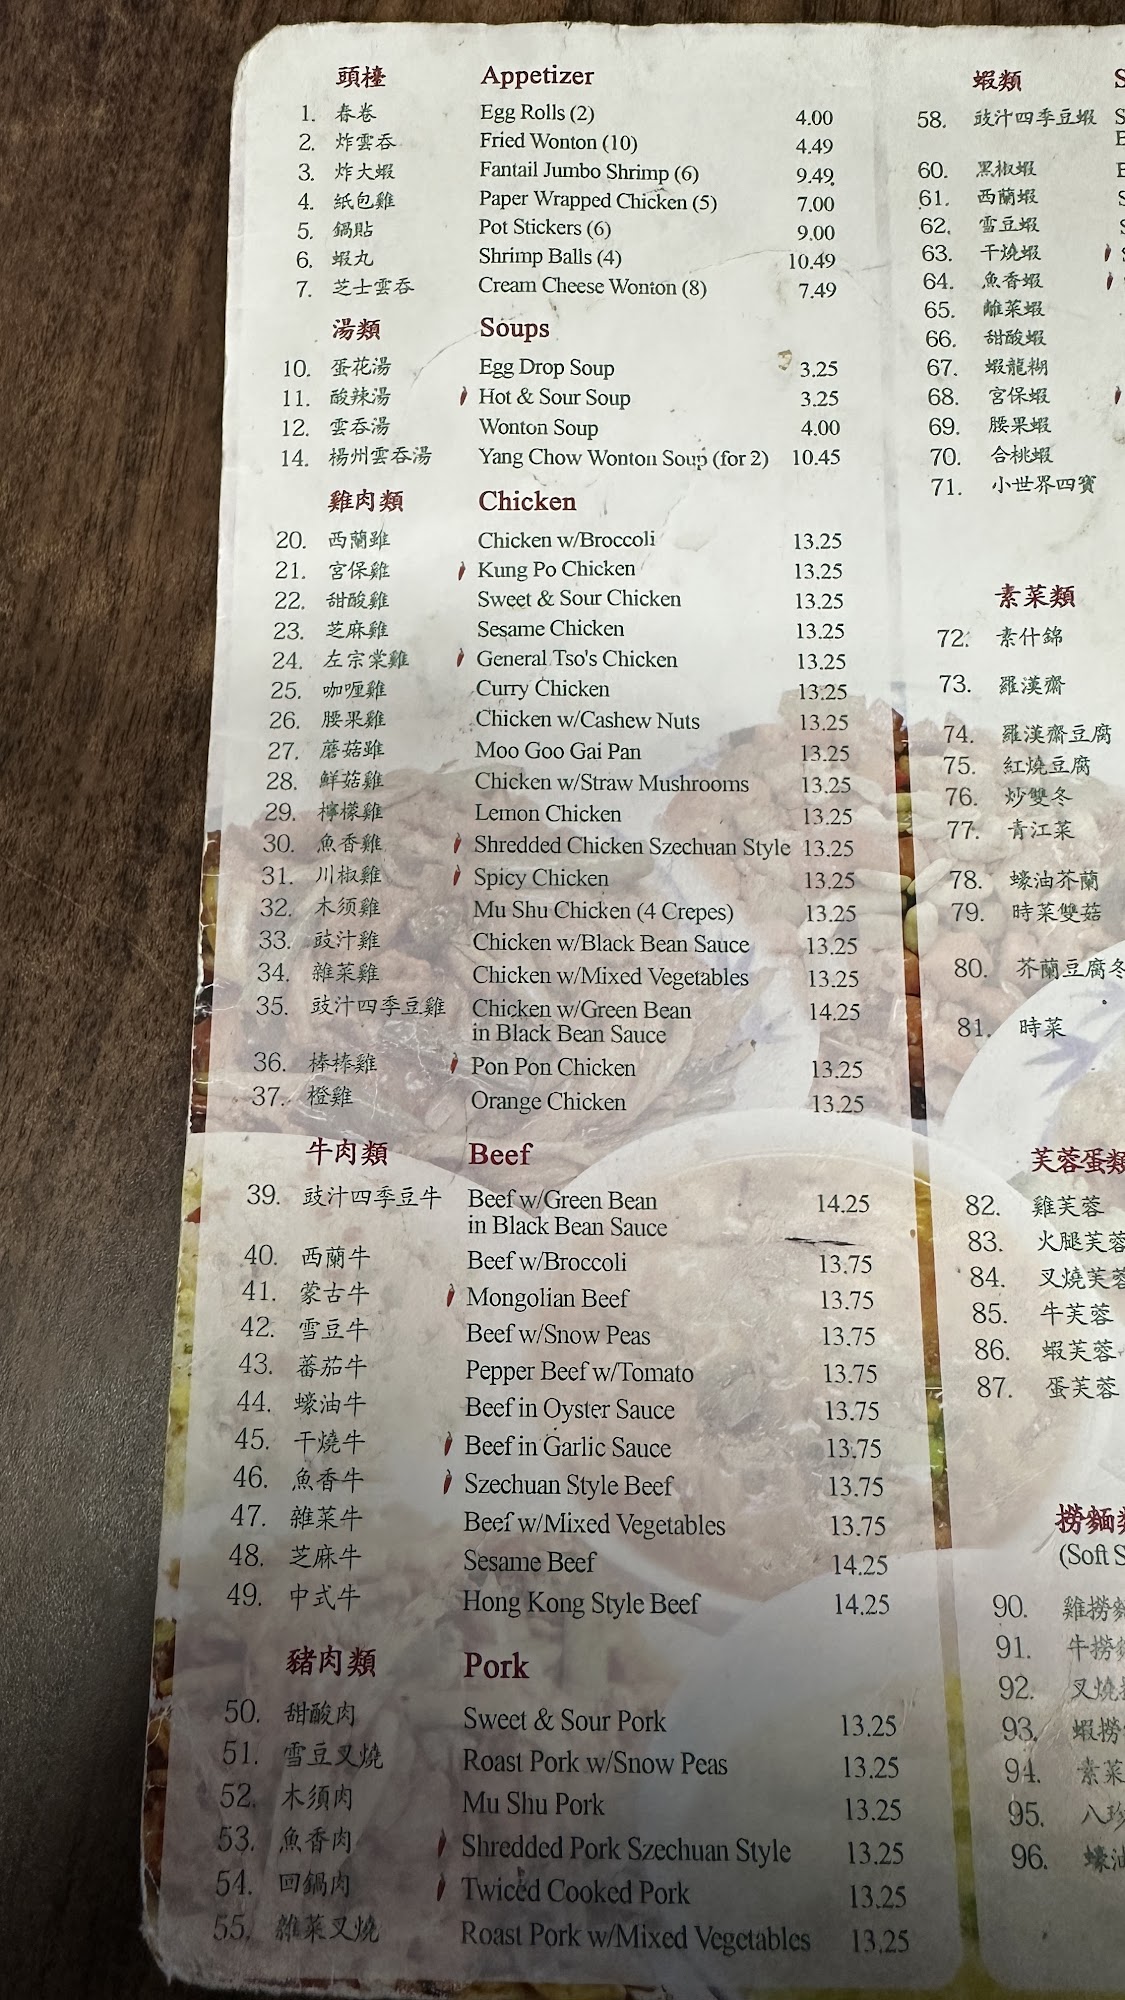 頭檯 Appetizer
1. 春卷 Egg Rolls (2) 4.00
2. 炸雲吞 Fried Wonton (10) 4.49
3. 炸大蝦 Fantail Jumbo Shrimp (6) 9.49
4. 紙包雞 Paper Wrapped Chicken (5) 7.00
5. 鍋貼 Pot Stickers (6) 9.00
6. 蝦丸 Shrimp Balls (4) 10.49
7. 芝士雲吞 Cream Cheese Wonton (8) 7.49
湯類 Soups
10. 蛋花湯 Egg Drop Soup 3.25
11. 酸辣湯 Hot & Sour Soup 3.25
12. 雲吞湯 Wonton Soup 4.00
14. 楊州雲吞湯 Yang Chow Wonton Soup (for 2) 10.45
雞肉類 Chicken
20. 西蘭雞 Chicken w/Broccoli 13.25
21. 宮保雞 Kung Po Chicken 13.25
22. 甜酸雞 Sweet & Sour Chicken 13.25
23. 芝麻雞 Sesame Chicken 13.25
24. 左宗棠雞 General Tso's Chicken 13.25
25. 咖喱雞 Curry Chicken 13.25
26. 腰果雞 Chicken w/Cashew Nuts 13.25
27. 蘑菇雞 Moo Goo Gai Pan 13.25
28. 鮮菇雞 Chicken w/Straw Mushrooms 13.25
29. 檸檬雞 Lemon Chicken 13.25
30. 魚香雞 Shredded Chicken Szechuan Style 13.25
31. 川椒雞 Spicy Chicken 13.25
32. 木须雞 Mu Shu Chicken (4 Crepes) 13.25
33. 豉汁雞 Chicken w/Black Bean Sauce 13.25
34. 雜菜雞 Chicken w/Mixed Vegetables 13.25
35. 豉汁四季豆雞 Chicken w/Green Bean 14.25
in Black Bean Sauce
36. 棒棒雞 Pon Pon Chicken 13.25
37. 橙雞 Orange Chicken 13.25
牛肉類 Beef
39. 豉汁四季豆牛 Beef w/Green Bean 14.25
in Black Bean Sauce
40. 西蘭牛 Beef w/Broccoli 13.75
41. 蒙古牛 Mongolian Beef 13.75
42. 雪豆牛 Beef w/Snow Peas 13.75
43. 蕃茄牛 Pepper Beef w/Tomato 13.75
44. 蠔油牛 Beef in Oyster Sauce 13.75
45. 干燒牛 Beef in Garlic Sauce 13.75
46. 魚香牛 Szechuan Style Beef 13.75
47. 雜菜牛 Beef w/Mixed Vegetables 13.75
48. 芝麻牛 Sesame Beef 14.25
49. 中式牛 Hong Kong Style Beef 14.25
豬肉類 Pork
50. 甜酸肉 Sweet & Sour Pork 13.25
51. 雪豆叉燒 Roast Pork w/Snow Peas 13.25
52. 木須肉 Mu Shu Pork 13.25
53. 魚香肉 Shredded Pork Szechuan Style 13.25
54. 回鍋肉 Twiced Cooked Pork 13.25
55. 雜菜叉燒 Roast Pork w/Mixed Vegetables 13.25
蝦類 S
58. 豉汁四季豆蝦 S
60. 黑椒蝦
61. 西蘭蝦
62. 雪豆蝦
63. 干燒蝦
64. 魚香蝦
65. 雜菜蝦
66. 甜酸蝦
67. 蝦龍糊
68. 宮保蝦
69. 腰果蝦
70. 合桃蝦
71. 小世界四寶
素菜類
72. 素什錦
73. 羅漢齋
74. 羅漢齋豆腐
75. 紅燒豆腐
76. 炒雙冬
77. 青江菜
78. 蠔油芥蘭
79. 時菜雙菇
80. 芥蘭豆腐冬
81. 時菜
芙蓉蛋類
82. 雞芙蓉
83. 火腿芙蓉
84. 叉燒芙蓉
85. 牛芙蓉
86. 蝦芙蓉
87. 蛋芙蓉
撈麵類
(Soft S
90. 雞撈麵
91. 牛撈麵
92. 叉燒
93. 蝦撈
94. 素菜
95. 八珍
96. 蠔油